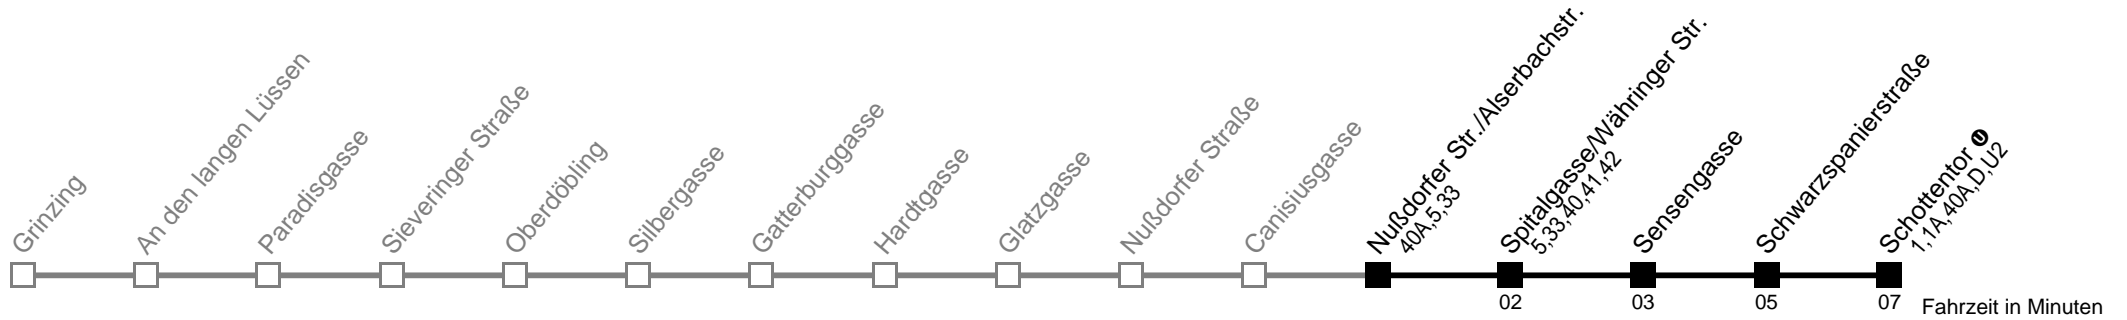 Grinzing
An den langen Lüssen
Paradisgasse
Sieveringer Straße
Oberdöbling
Silbergasse
Gatterburggasse
Hardtgasse
Glatzgasse
Nußdorfer Straße
Canisiusgasse
Nußdorfer Str./Alserbachstr.
40A,5,33
Spitalgasse/Währinger Str.
5,33,40,41,42
Sensengasse
Schwarzspanierstraße
Schottentor U
1,1A,40A,D,U2
02
03
05
07
Fahrzeit in Minuten